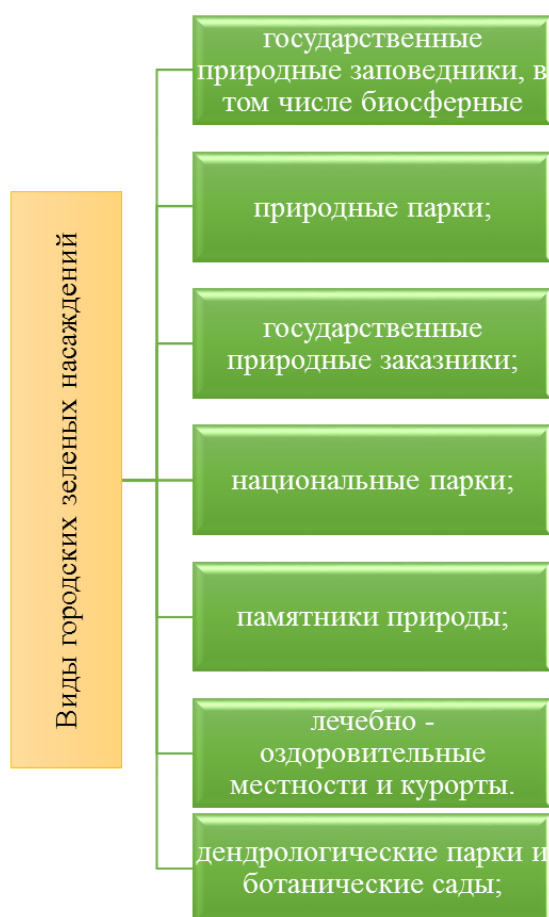 Виды городских зеленых насаждений
государственные
природные заповедники, в
том числе биосферные
природные парки;
государственные
природные заказники;
национальные парки;
памятники природы;
лечебно -
оздоровительные
местности и курорты.
дендрологические парки и
ботанические сады;